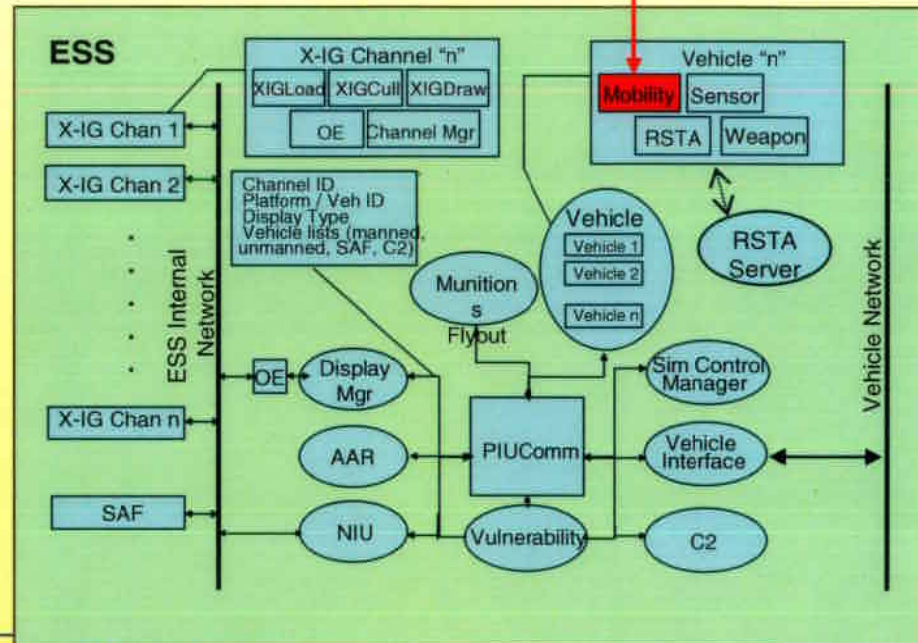 ESS
X-IG Channel “n”
XIGLoad
XIGCull
XIGDraw
OE
Channel Mgr
Vehicle “n”
Mobility
Sensor
RSTA
Weapon
X-IG Chan 1
X-IG Chan 2
X-IG Chan n
SAF
ESS Internal
Network
Channel ID
Platform / Veh ID
Display Type
Vehicle lists (manned,
unmanned, SAF, C2)
Munition
s
Flyout
Vehicle
Vehicle 1
Vehicle 2
Vehicle n
RSTA
Server
Vehicle Network
OE
Display
Mgr
AAR
NIU
PIUComm
Vulnerability
Sim Control
Manager
Vehicle
Interface
C2